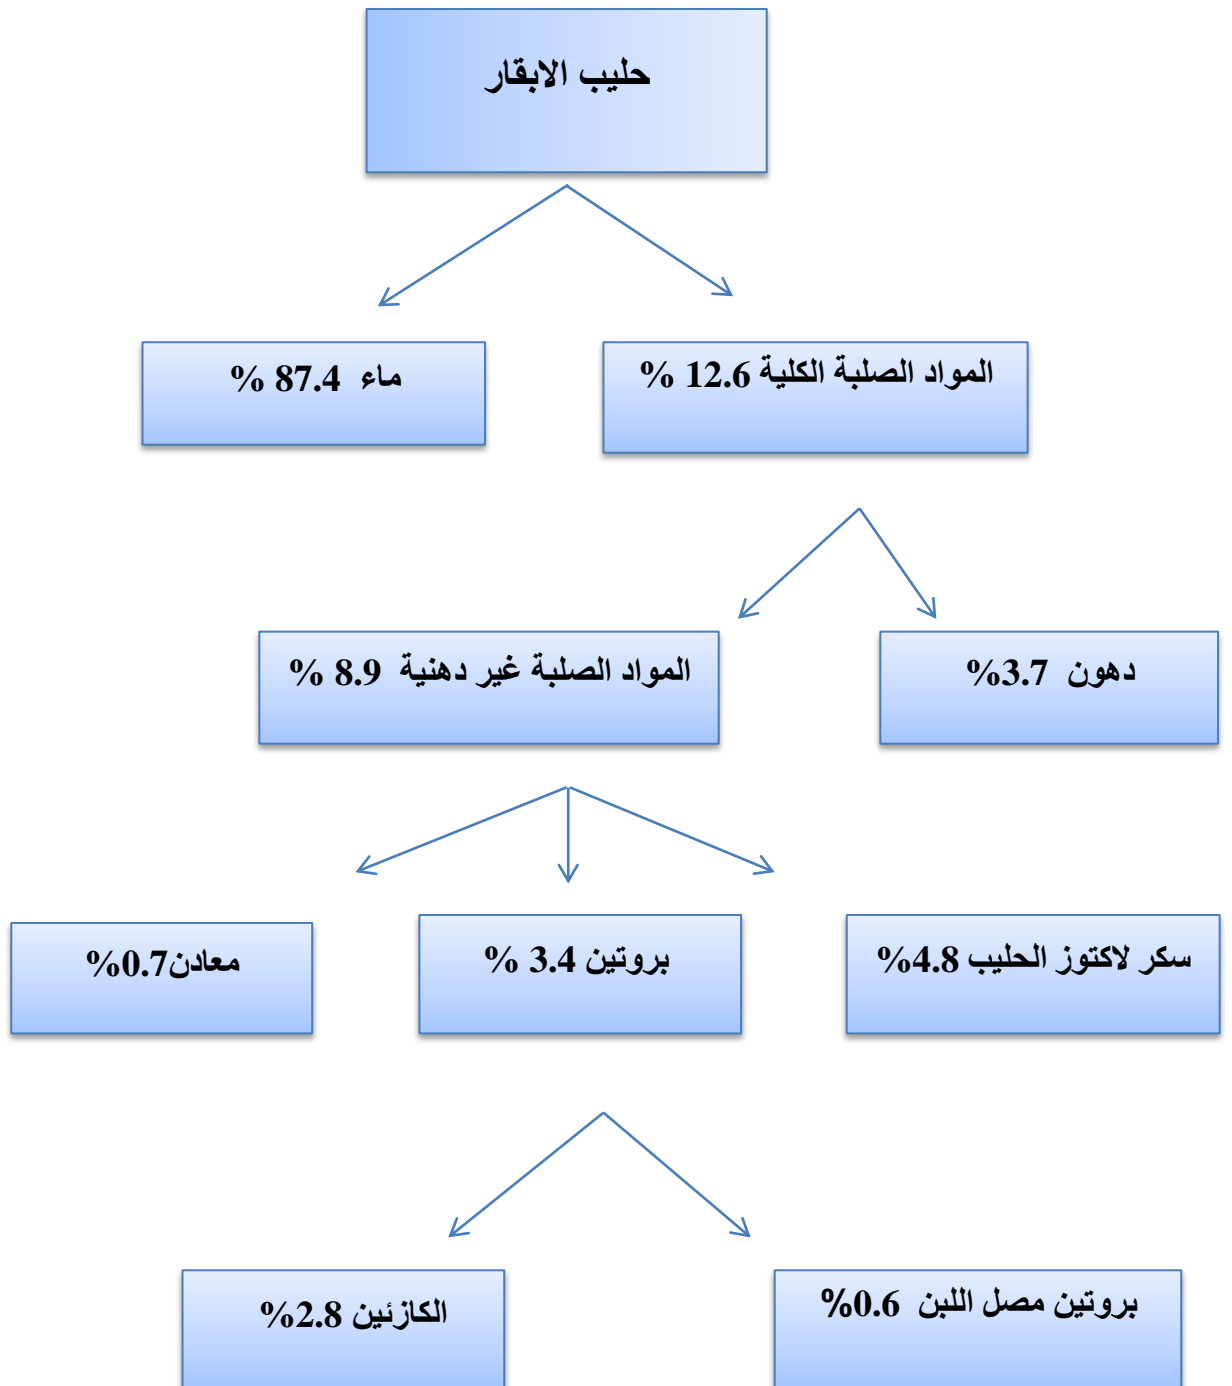 حليب الابقار
المواد الصلبة الكلية 12.6 %
ماء 87.4 %
دهون 3.7%
المواد الصلبة غير دهنية 8.9 %
سكر لاكتوز الحليب 4.8%
بروتين 3.4 %
معادن0.7%
بروتين مصل اللبن 0.6%
الكازئين 2.8%